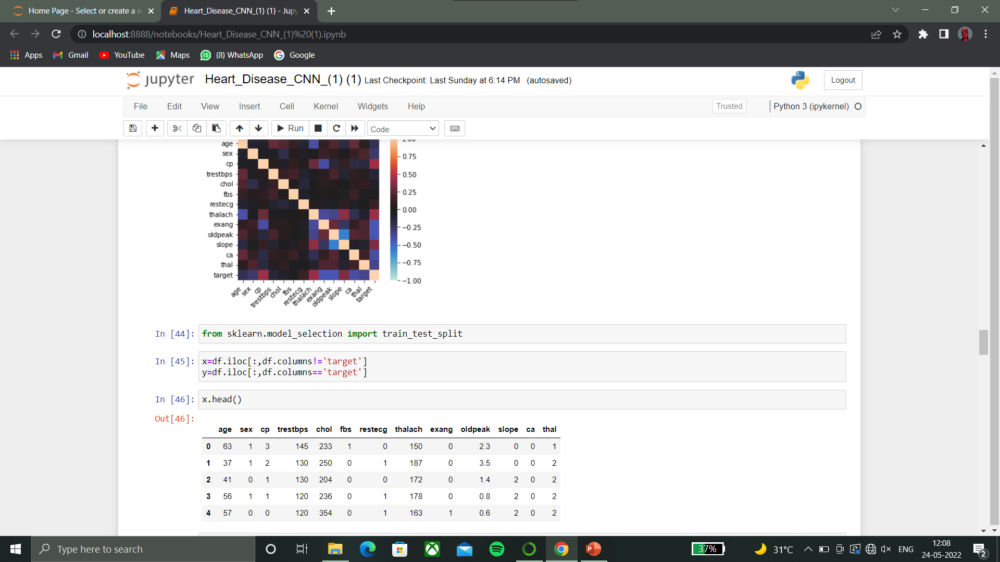 Home Page - Select or create a n
Heart_Disease_CNN_(1) (1) - Jupy
localhost:8888/notebooks/Heart_Disease_CNN_(1)%20(1).ipynb
Apps Gmail YouTube Maps 15 (8) WhatsApp Google
jupyter Heart_Disease_CNN_(1) (1) Last Checkpoint: Last Sunday at 6:14 PM (autosaved) Logout
File Edit View Insert Cell Kernel Widgets Help Trusted Python 3 (ipykernel)
Run Code
age
sex
cp
trestbps
chol
fbs
restecg
thalach
exang
oldpeak
slope
ca
thal
target
age sex cp trestbps chol fbs restecg thalach exang oldpeak slope ca thal target
1.00
0.75
0.50
0.25
0.00
−0.25
−0.50
−0.75
−1.00
In [44]: from sklearn.model_selection import train_test_split
In [45]: x=df.iloc[:,df.columns!='target']
y=df.iloc[:,df.columns=='target']
In [46]: x.head()
Out[46]:
age sex cp trestbps chol fbs restecg thalach exang oldpeak slope ca thal
0 63 1 3 145 233 1 0 150 0 2.3 0 0 1
1 37 1 2 130 250 0 1 187 0 3.5 0 0 2
2 41 0 1 130 204 0 0 172 0 1.4 2 0 2
3 56 1 1 120 236 0 1 178 0 0.8 2 0 2
4 57 0 0 120 354 0 1 163 1 0.6 2 0 2
Type here to search
P
37%
31°C
ENG
12:08
24-05-2022
2